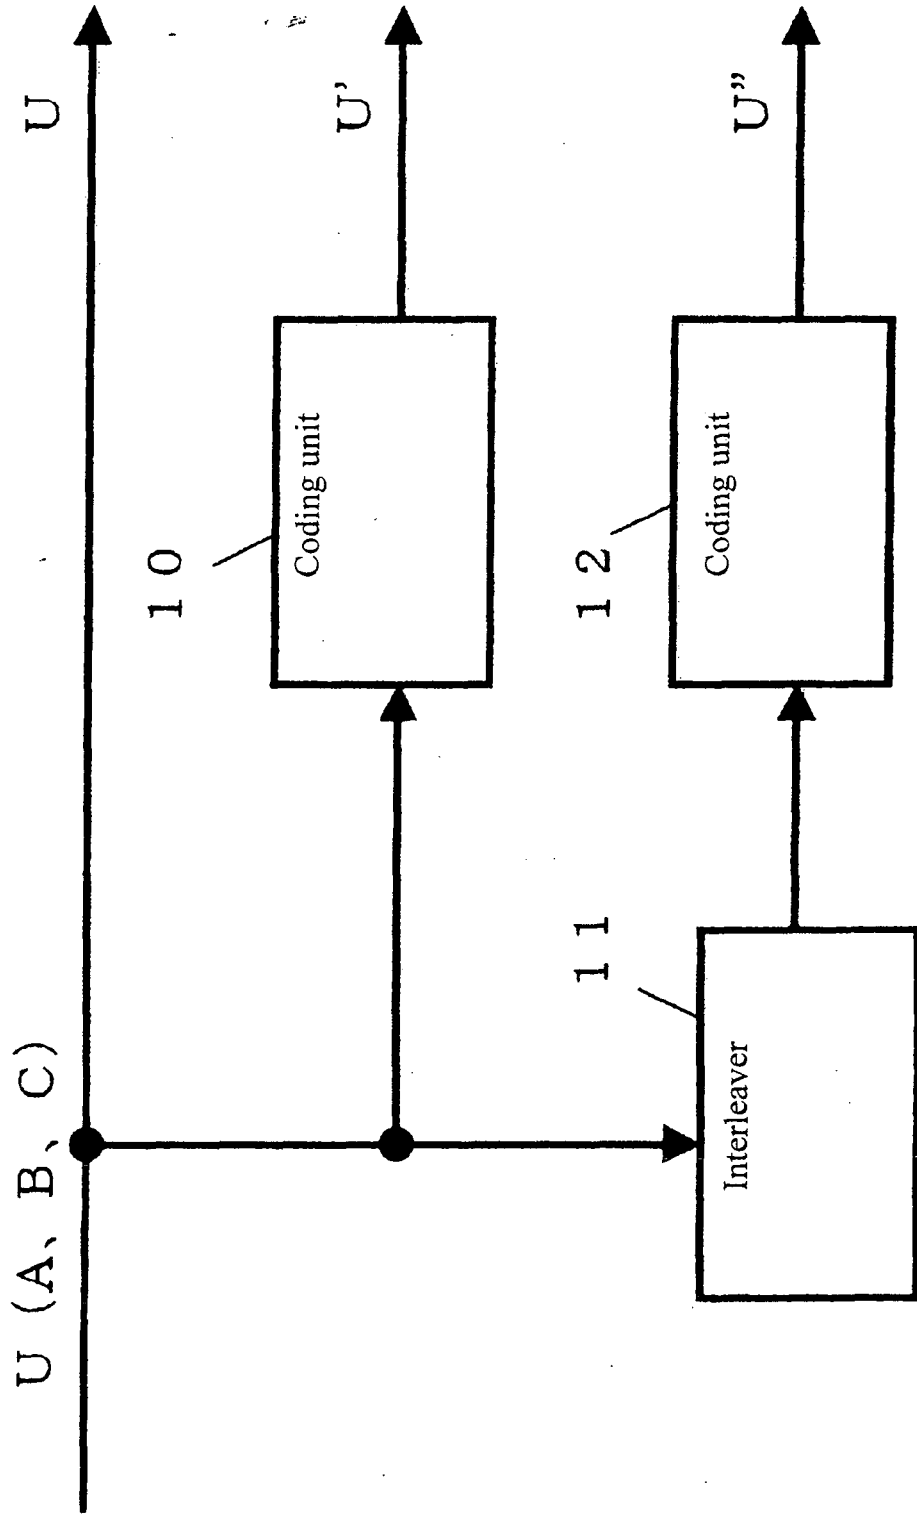 U (A、B、C)
U
10
Coding unit
U'
11
Interleaver
12
Coding unit
U"